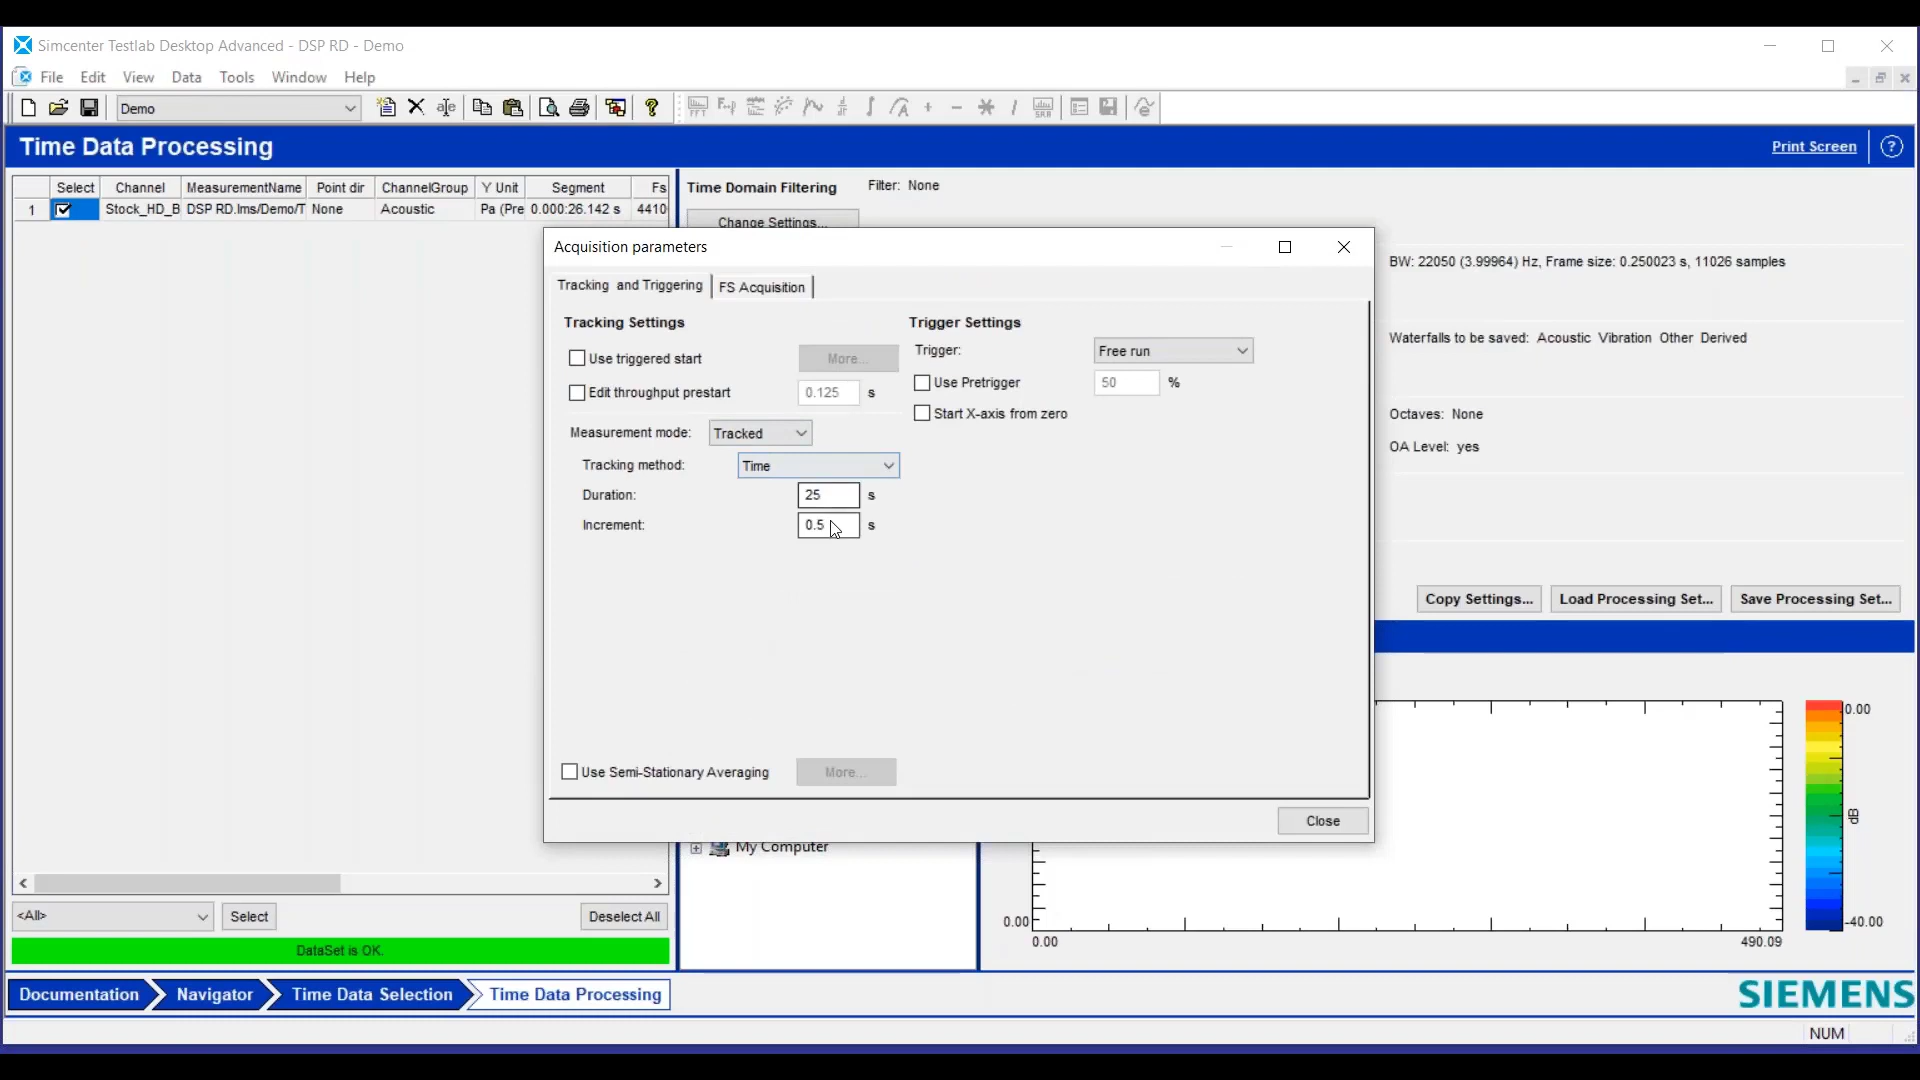 Simcenter Testlab Desktop Advanced - DSP RD - Demo
File Edit View Data Tools Window Help
Demo
Time Data Processing
Print Screen
Select Channel MeasurementName Point dir ChannelGroup Y Unit Segment Fs
1 Stock_HD_B DSP RD.lms/Demo/T None Acoustic Pa (Pre 0.000:26.142 s 4410
Time Domain Filtering Filter: None
Change Settings...
Acquisition parameters
Tracking and Triggering FS Acquisition
BW: 22050 (3.99964) Hz, Frame size: 0.250023 s, 11026 samples
Tracking Settings
Use triggered start More...
Edit throughput prestart 0.125 s
Measurement mode: Tracked
Tracking method: Time
Duration: 25 s
Increment: 0.5 s
Use Semi-Stationary Averaging More...
Trigger Settings
Trigger: Free run
Use Pretrigger 50 %
Start X-axis from zero
Close
Waterfalls to be saved: Acoustic Vibration Other Derived
Octaves: None
OA Level: yes
Copy Settings... Load Processing Set... Save Processing Set...
My Computer
0.00
0.00
490.09
0.00
dB
-40.00
<All> Select Deselect All
DataSet is OK.
Documentation Navigator Time Data Selection Time Data Processing
SIEMENS
NUM